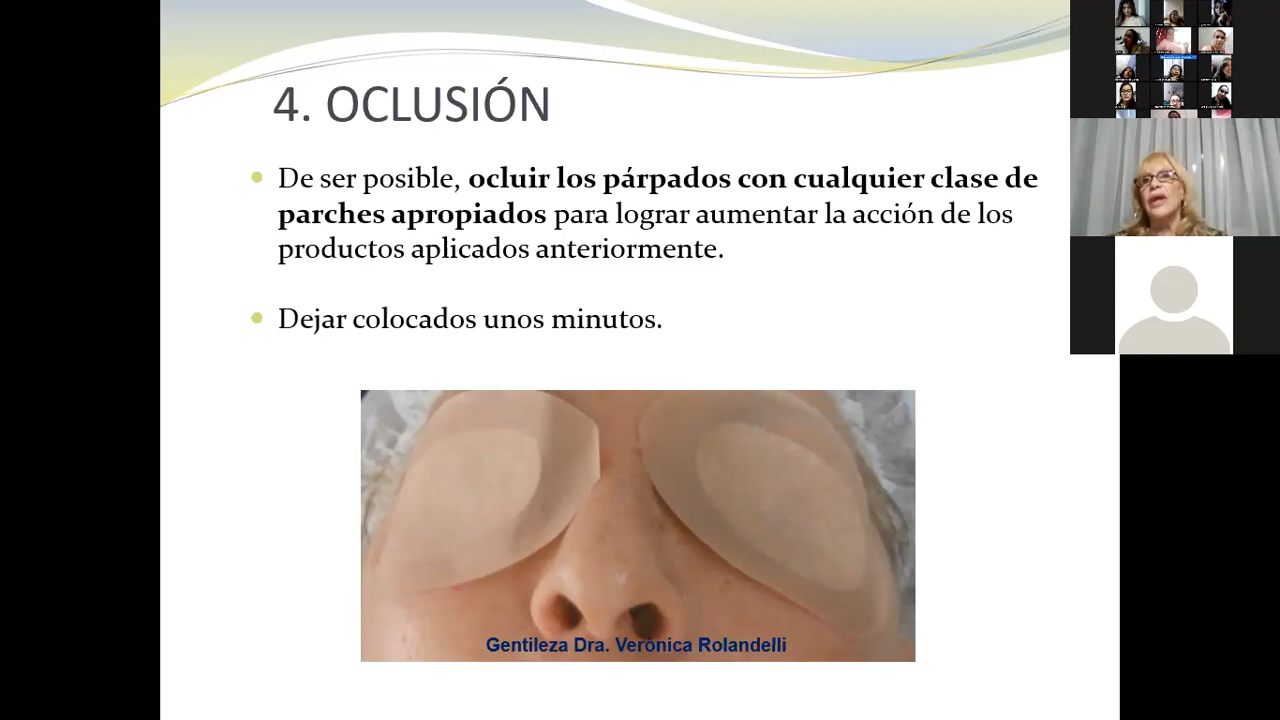 4. OCLUSIÓN
De ser posible, ocluir los párpados con cualquier clase de
parches apropiados para lograr aumentar la acción de los
productos aplicados anteriormente.
Dejar colocados unos minutos.
Gentileza Dra. Verónica Rolandelli